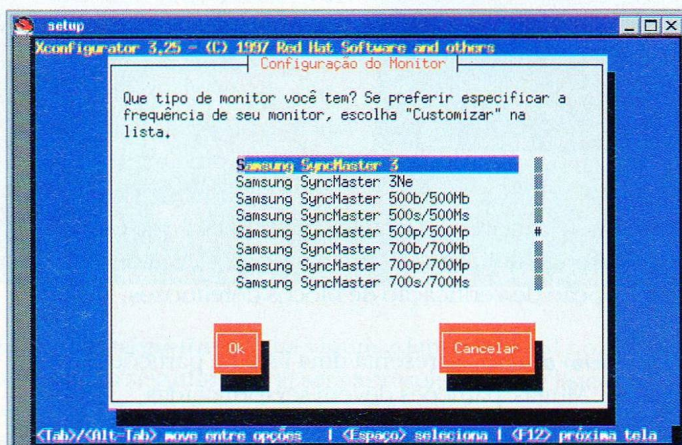 setup
Xconfigurator 3.25 - (C) 1997 Red Hat Software and others
Configuração do Monitor
Que tipo de monitor você tem? Se preferir especificar a
frequência de seu monitor, escolha "Customizar" na
lista.
Samsung SyncMaster 3
Samsung SyncMaster 3Ne
Samsung SyncMaster 500b/500Mb
Samsung SyncMaster 500s/500Ms
Samsung SyncMaster 500p/500Mp #
Samsung SyncMaster 700b/700Mb
Samsung SyncMaster 700p/700Mp
Samsung SyncMaster 700s/700Ms
Ok Cancelar
<Tab>/<Alt-Tab> move entre opções | <Espaço> seleciona | <F12> próxima tela